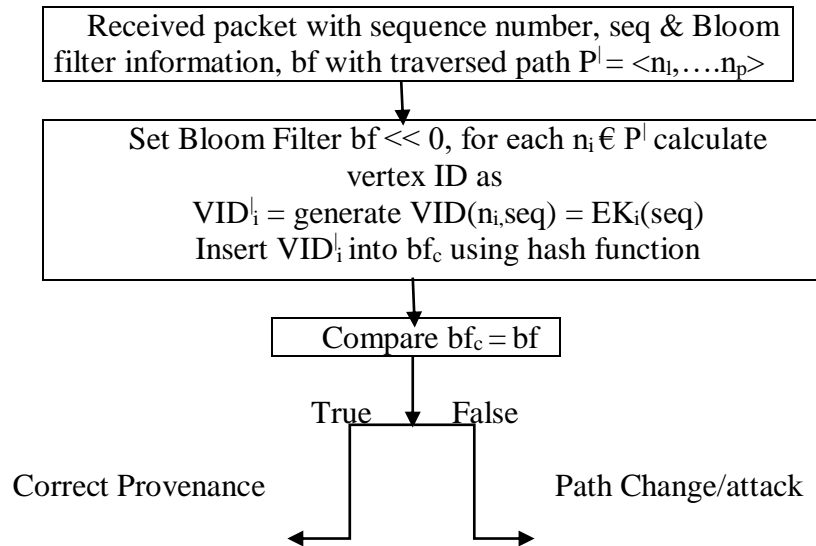 Received packet with sequence number, seq & Bloom
filter information, bf with traversed path P| = <nl,....np>
Set Bloom Filter bf << 0, for each ni € P| calculate
vertex ID as
VID|i = generate VID(ni,seq) = EKi(seq)
Insert VID|i into bfc using hash function
Compare bfc = bf
True False
Correct Provenance Path Change/attack